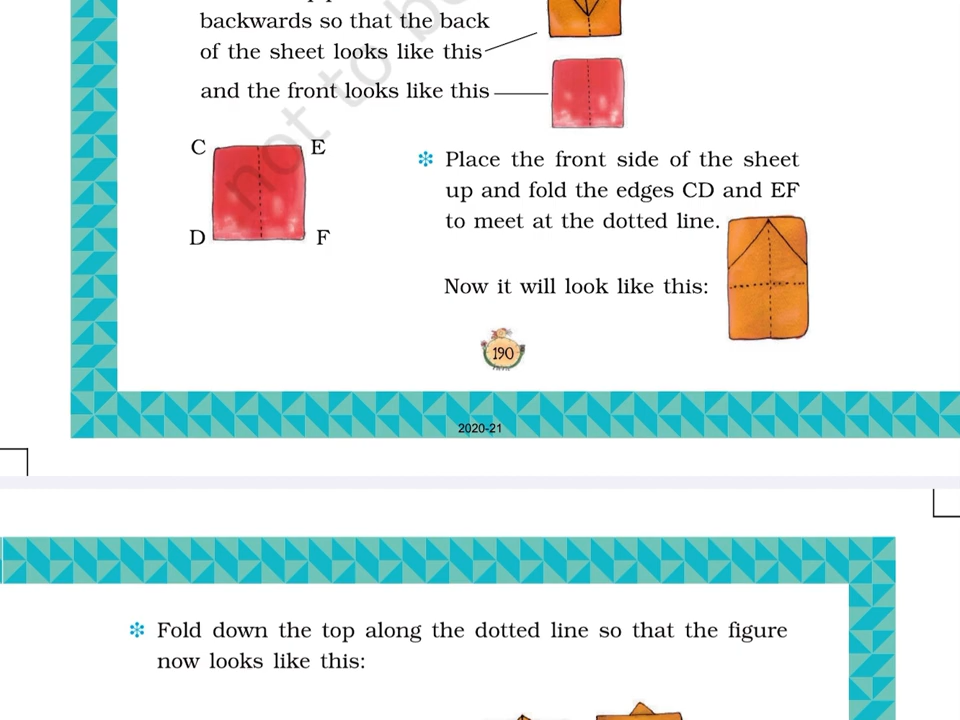 backwards so that the back
of the sheet looks like this
and the front looks like this
C E
D F
not to be
❇ Place the front side of the sheet
up and fold the edges CD and EF
to meet at the dotted line.
Now it will look like this:
190
2020-21
❇ Fold down the top along the dotted line so that the figure
now looks like this: